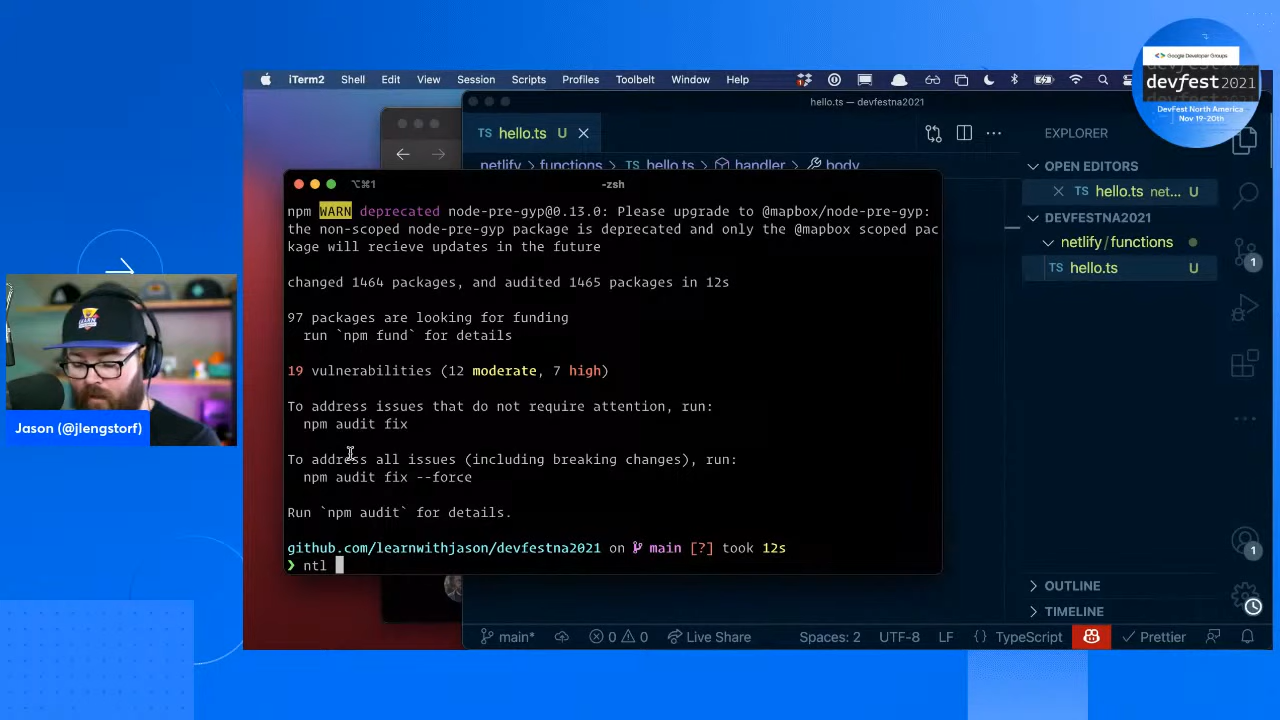 Google Developer Groups
devfest 2021
DevFest North America
Nov 19-20th
iTerm2 Shell Edit View Session Scripts Profiles Toolbelt Window Help
hello.ts — devfestna2021
TS hello.ts U
EXPLORER
netlify functions TS hello.ts handler body
OPEN EDITORS
TS hello.ts net... U
DEVFESTNA2021
netlify / functions
TS hello.ts U
1
⌥⌘1
-zsh
npm WARN deprecated node-pre-gyp@0.13.0: Please upgrade to @mapbox/node-pre-gyp:
the non-scoped node-pre-gyp package is deprecated and only the @mapbox scoped pac
kage will recieve updates in the future
changed 1464 packages, and audited 1465 packages in 12s
97 packages are looking for funding
run `npm fund` for details
19 vulnerabilities (12 moderate, 7 high)
To address issues that do not require attention, run:
npm audit fix
To address all issues (including breaking changes), run:
npm audit fix --force
Run `npm audit` for details.
github.com/learnwithjason/devfestna2021 on main [?] took 12s
❯ ntl
Jason (@jlengstorf)
1
OUTLINE
TIMELINE
main* 0 0 Live Share Spaces: 2 UTF-8 LF {} TypeScript Prettier